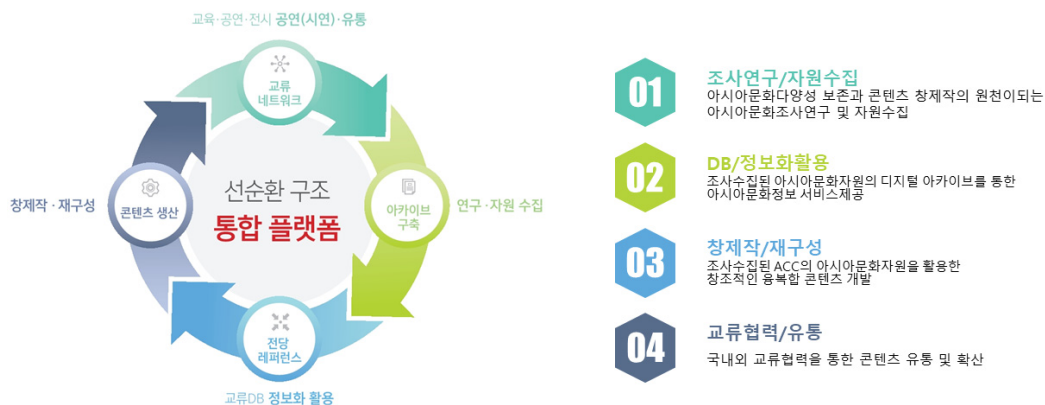 교육·공연·전시 공연(시연)·유통
교류
네트워크
창제작·재구성
콘텐츠 생산
선순환 구조
통합 플랫폼
아카이브
구축
연구·자원 수집
전당
레퍼런스
교류DB 정보화 활용
01
조사연구/자원수집
아시아문화다양성 보존과 콘텐츠 창제작의 원천이되는
아시아문화조사연구 및 자원수집
02
DB/정보화활용
조사수집된 아시아문화자원의 디지털 아카이브를 통한
아시아문화정보 서비스제공
03
창제작/재구성
조사수집된 ACC의 아시아문화자원을 활용한
창조적인 융복합 콘텐츠 개발
04
교류협력/유통
국내외 교류협력을 통한 콘텐츠 유통 및 확산